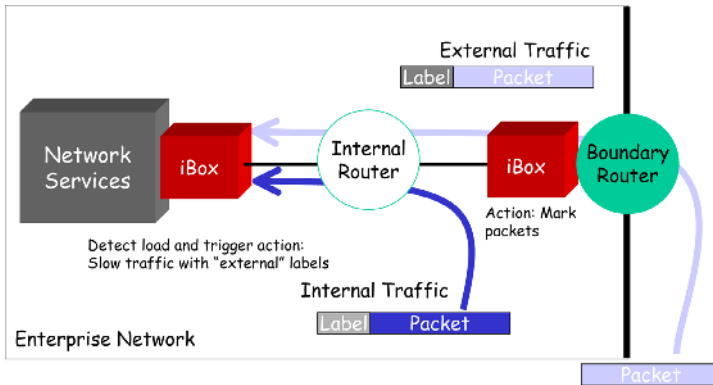 External Traffic
Label Packet
Network
Services
iBox
Internal
Router
iBox
Boundary
Router
Action: Mark
packets
Detect load and trigger action:
Slow traffic with “external” labels
Internal Traffic
Label Packet
Enterprise Network
Packet